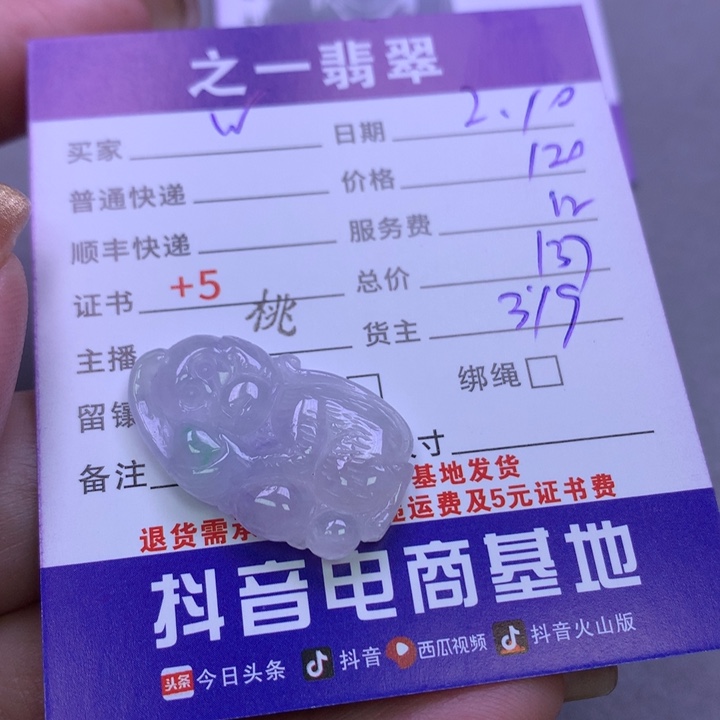 之一翡翠
买家 W 日期 2.10
普通快递 价格 120
顺丰快递 服务费 12
证书 +5 总价 137
主播 桃 货主 319
留镶 绑绳
备注 寸
基地发货
退货需承 运费及5元证书费
抖音电商基地
头条 今日头条 抖音 西瓜视频 抖音火山版